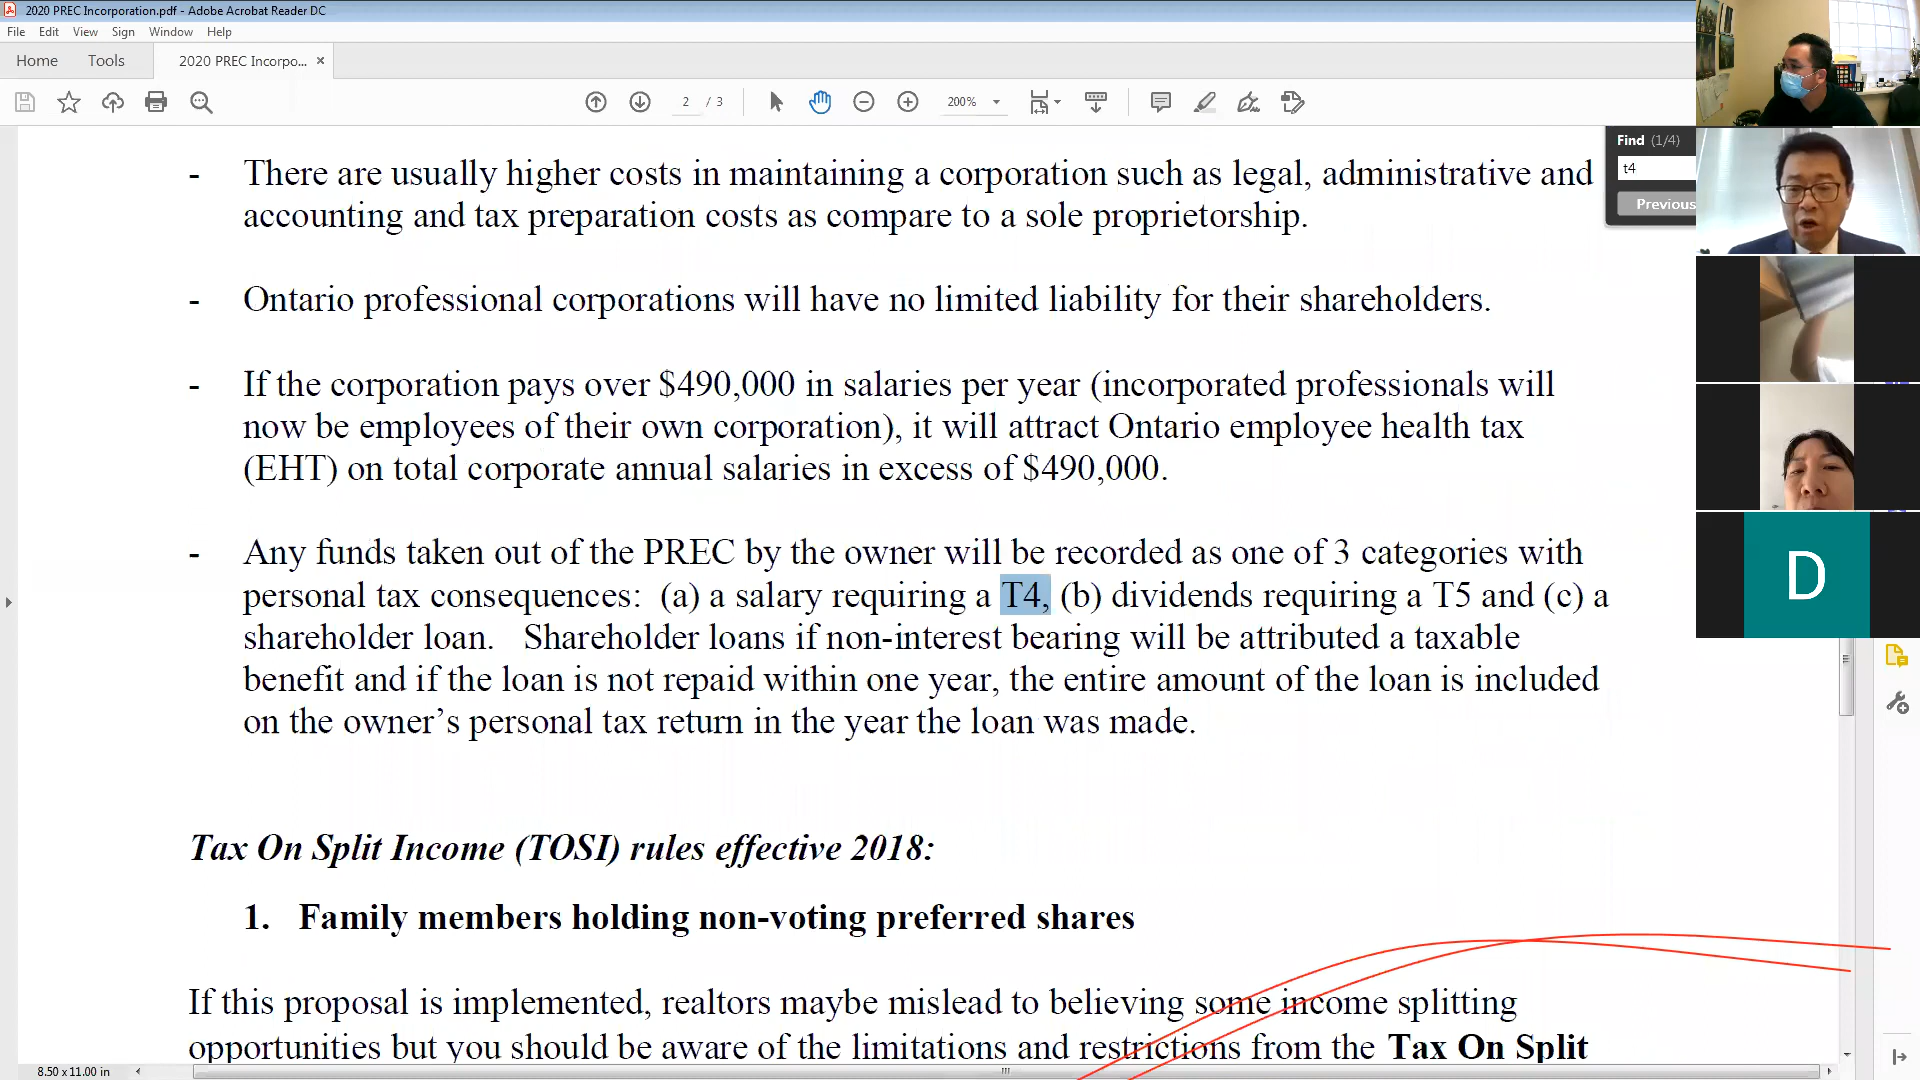 2020 PREC Incorporation.pdf - Adobe Acrobat Reader DC
File Edit View Sign Window Help
Home Tools 2020 PREC Incorpo... ×
2 / 3 200%
Find (1/4)
t4
Previous
- There are usually higher costs in maintaining a corporation such as legal, administrative and
accounting and tax preparation costs as compare to a sole proprietorship.
- Ontario professional corporations will have no limited liability for their shareholders.
- If the corporation pays over $490,000 in salaries per year (incorporated professionals will
now be employees of their own corporation), it will attract Ontario employee health tax
(EHT) on total corporate annual salaries in excess of $490,000.
- Any funds taken out of the PREC by the owner will be recorded as one of 3 categories with
personal tax consequences: (a) a salary requiring a T4, (b) dividends requiring a T5 and (c) a
shareholder loan. Shareholder loans if non-interest bearing will be attributed a taxable
benefit and if the loan is not repaid within one year, the entire amount of the loan is included
on the owner’s personal tax return in the year the loan was made.
D
Tax On Split Income (TOSI) rules effective 2018:
1. Family members holding non-voting preferred shares
If this proposal is implemented, realtors maybe mislead to believing some income splitting
opportunities but you should be aware of the limitations and restrictions from the Tax On Split
8.50 x 11.00 in